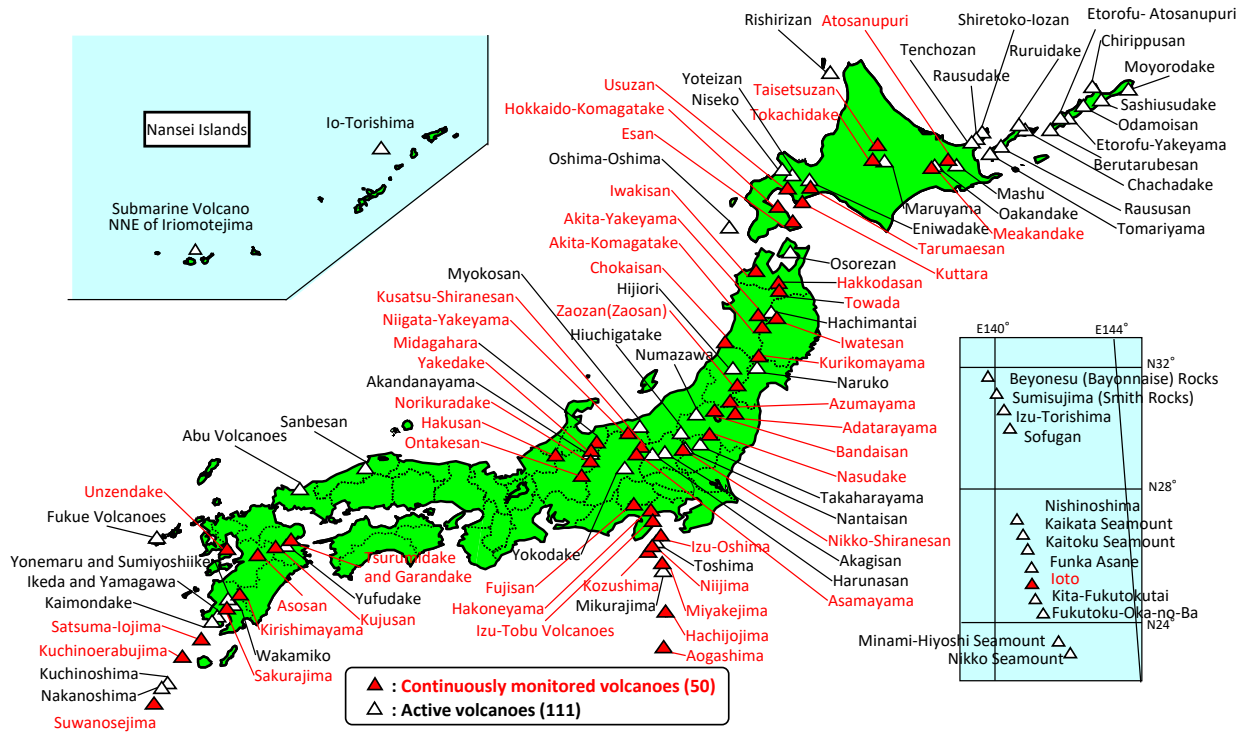 Etorofu- Atosanupuri
Rishirizan
Atosanupuri
Shiretoko-Iozan
Chirippusan
Tenchozan
Ruruidake
Moyorodake
Yoteizan
Rausudake
Usuzan
Niseko
Taisetsuzan
Sashiusudake
Hokkaido-Komagatake
Tokachidake
Odamoisan
Nansei Islands
Io-Torishima
Esan
Etorofu-Yakeyama
Oshima-Oshima
Berutarubesan
Chachadake
Iwakisan
Mashu
Raususan
Submarine Volcano
NNE of Iriomotejima
Akita-Yakeyama
Maruyama
Oakandake
Tomariyama
Eniwadake
Meakandake
Akita-Komagatake
Tarumaesan
Osorezan
Kuttara
Myokosan
Chokaisan
Hijiori
Hakkodasan
Kusatsu-Shiranesan
Zaozan(Zaosan)
Towada
Niigata-Yakeyama
Hiuchigatake
Hachimantai
Midagahara
Numazawa
Iwatesan
Yakedake
Kurikomayama
Akandanayama
Naruko
Norikuradake
Azumayama
Sanbesan
Hakusan
Adatarayama
Abu Volcanoes
Ontakesan
Bandaisan
Nasudake
Unzendake
Takaharayama
Fukue Volcanoes
Nantaisan
Yonemaru and Sumiyoshiike
Yokodake
Izu-Oshima
Nikko-Shiranesan
Tsurumidake
and Garandake
Toshima
Akagisan
Ikeda and Yamagawa
Fujisan
Kozushima
Niijima
Harunasan
Kaimondake
Asosan
Yufudake
Hakoneyama
Mikurajima
Asamayama
Satsuma-Iojima
Kirishimayama
Kujusan
Izu-Tobu Volcanoes
Miyakejima
Kuchinoerabujima
Wakamiko
Hachijojima
Kuchinoshima
Sakurajima
Aogashima
Nakanoshima
Suwanosejima
E140° E144°
N32°
Beyonesu (Bayonnaise) Rocks
Sumisujima (Smith Rocks)
Izu-Torishima
Sofugan
N28°
Nishinoshima
Kaikata Seamount
Kaitoku Seamount
Funka Asane
Ioto
Kita-Fukutokutai
Fukutoku-Oka-no-Ba
N24°
Minami-Hiyoshi Seamount
Nikko Seamount
: Continuously monitored volcanoes (50)
: Active volcanoes (111)